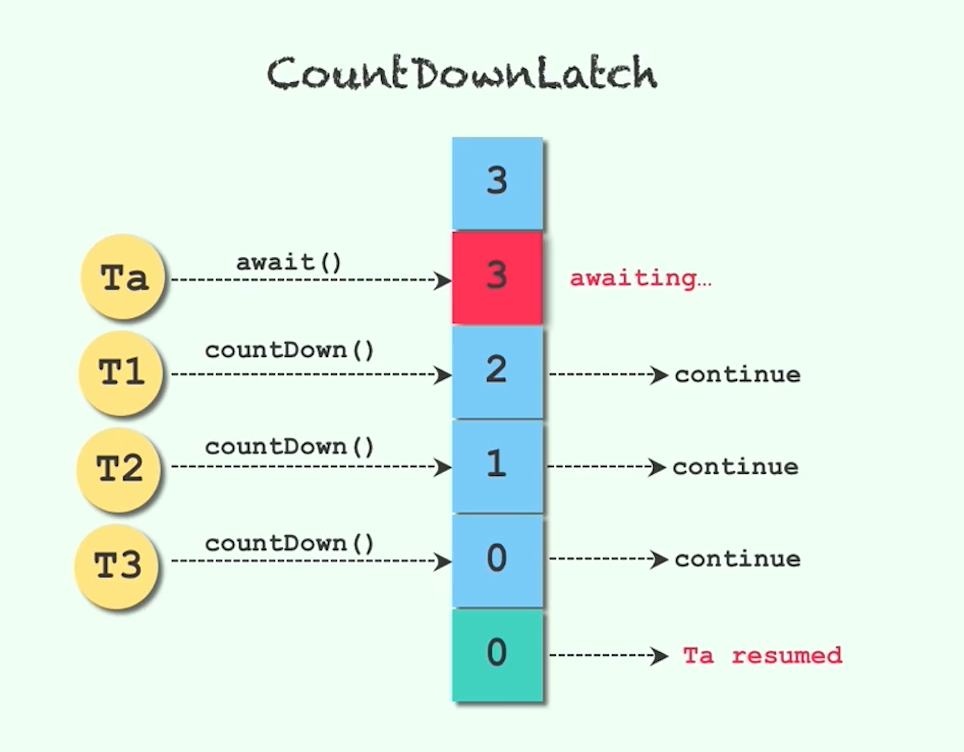 CountDownLatch
3
Ta await() 3 awaiting…
T1 countDown() 2 continue
T2 countDown() 1 continue
T3 countDown() 0 continue
0 Ta resumed